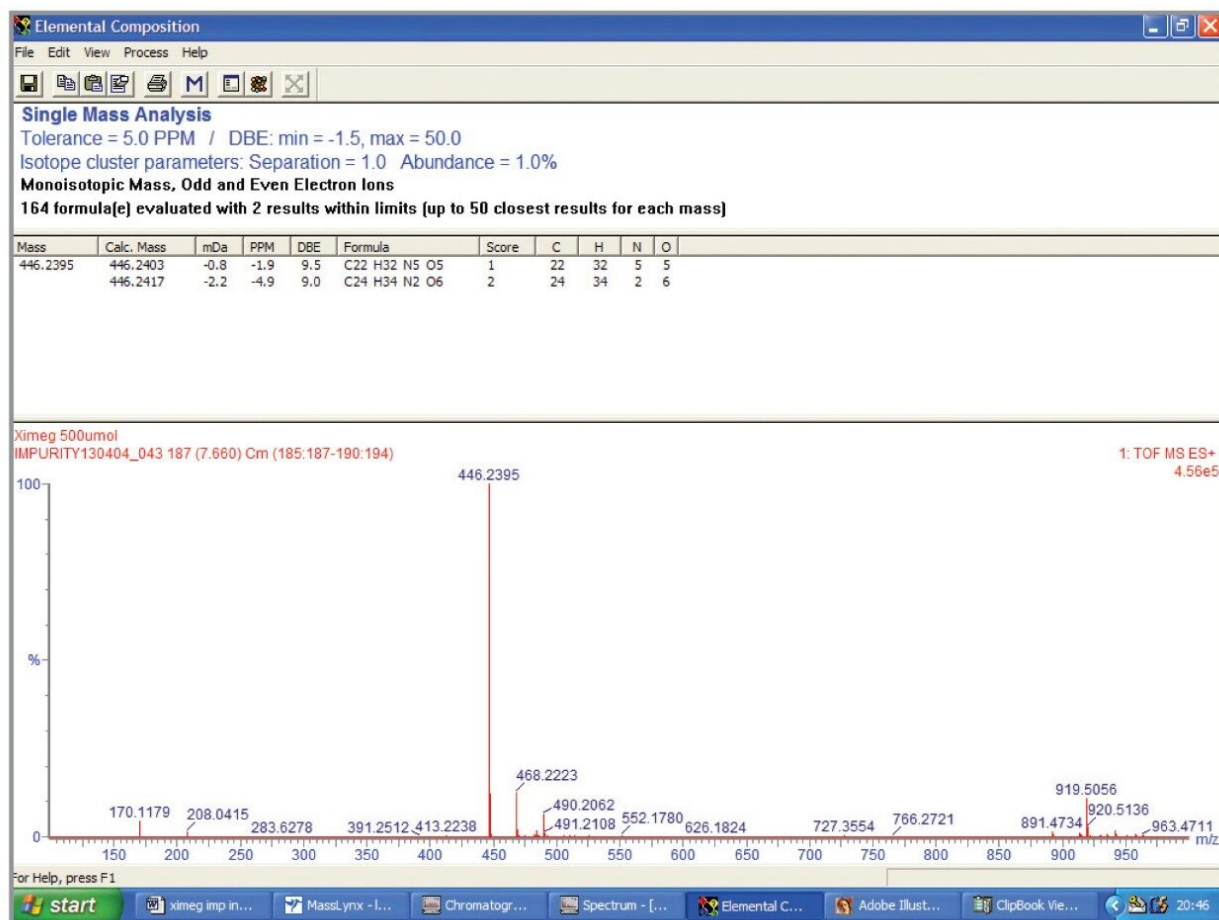 Elemental Composition
File Edit View Process Help
M
Single Mass Analysis
Tolerance = 5.0 PPM / DBE: min = -1.5, max = 50.0
Isotope cluster parameters: Separation = 1.0 Abundance = 1.0%
Monoisotopic Mass, Odd and Even Electron Ions
164 formula(e) evaluated with 2 results within limits (up to 50 closest results for each mass)
Mass Calc. Mass mDa PPM DBE Formula Score C H N O
446.2395 446.2403 -0.8 -1.9 9.5 C22 H32 N5 O5 1 22 32 5 5
446.2417 -2.2 -4.9 9.0 C24 H34 N2 O6 2 24 34 2 6
Ximeg 500umol
IMPURITY130404_043 187 (7.660) Cm (185:187-190:194)
1: TOF MS ES+
4.56e5
100
%
0
446.2395
170.1179
208.0415
283.6278
391.2512
413.2238
468.2223
490.2062
491.2108
552.1780
626.1824
727.3554
766.2721
891.4734
919.5056
920.5136
963.4711
m/z
150 200 250 300 350 400 450 500 550 600 650 700 750 800 850 900 950
For Help, press F1
start ximeg imp in... MassLynx - l... Chromatogr... Spectrum - [... Elemental C... Adobe Illust... ClipBook Vie... 20:46